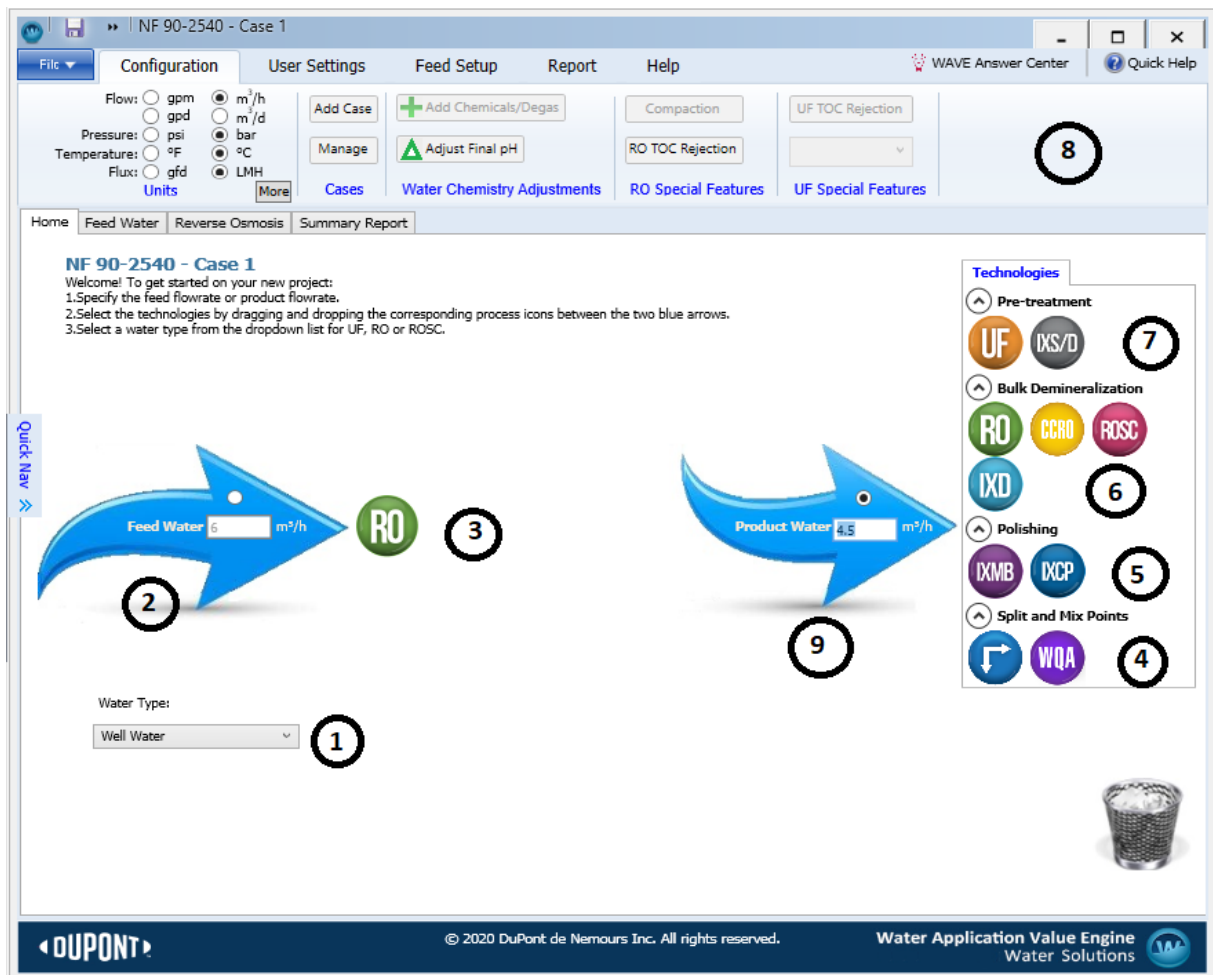 NF 90-2540 - Case 1
File
Configuration
User Settings
Feed Setup
Report
Help
WAVE Answer Center
Quick Help
Flow: gpm m³/h
gpd m³/d
Pressure: psi bar
Temperature: °F °C
Flux: gfd LMH
Units
More
Add Case
Manage
Cases
Add Chemicals/Degas
Adjust Final pH
Water Chemistry Adjustments
Compaction
RO TOC Rejection
RO Special Features
UF TOC Rejection
UF Special Features
8
Home
Feed Water
Reverse Osmosis
Summary Report
NF 90-2540 - Case 1
Welcome! To get started on your new project:
1.Specify the feed flowrate or product flowrate.
2.Select the technologies by dragging and dropping the corresponding process icons between the two blue arrows.
3.Select a water type from the dropdown list for UF, RO or ROSC.
Technologies
Pre-treatment
UF
IXS/D
7
Bulk Demineralization
RO
CCRO
ROSC
IXD
6
Polishing
IXMB
IXCP
5
Split and Mix Points
WQA
4
Quick Nav
Feed Water 6 m³/h
2
RO
3
Product Water 4.5 m³/h
9
Water Type:
Well Water
1
DUPONT
© 2020 DuPont de Nemours Inc. All rights reserved.
Water Application Value Engine
Water Solutions